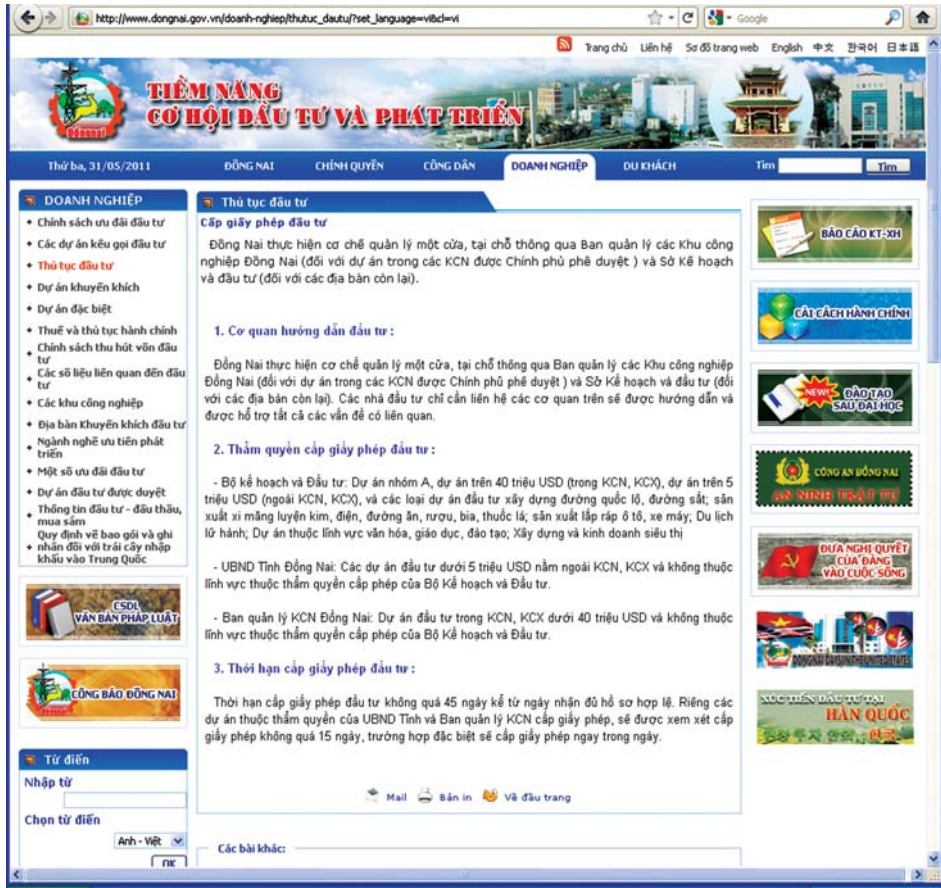 http://www.dongnai.gov.vn/doanh-nghiep/thutuc_dautu/?set_language=vi&cl=vi
Google
Trang chủ Liên hệ Sơ đồ trang web English 中文 한국어 日本語
TIỀM NĂNG
CƠ HỘI ĐẦU TƯ VÀ PHÁT TRIỂN
ĐỒNG NAI
Thứ ba, 31/05/2011 ĐỒNG NAI CHÍNH QUYỀN CÔNG DÂN DOANH NGHIỆP DU KHÁCH Tìm Tìm
DOANH NGHIỆP
Chính sách ưu đãi đầu tư
Các dự án kêu gọi đầu tư
Thủ tục đầu tư
Dự án khuyến khích
Dự án đặc biệt
Thuế và thủ tục hành chính
Chính sách thu hút vốn đầu
tư
Các số liệu liên quan đến đầu
tư
Các khu công nghiệp
Địa bàn Khuyến khích đầu tư
Ngành nghề ưu tiên phát
triển
Một số ưu đãi đầu tư
Dự án đầu tư được duyệt
Thông tin đầu tư - đấu thầu,
mua sắm
Quy định về bao gói và ghi
nhãn đối với trái cây nhập
khẩu vào Trung Quốc
CSDL
VĂN BẢN PHÁP LUẬT
CÔNG BÁO ĐỒNG NAI
Từ điển
Nhập từ
Chọn từ điển
Anh - Việt
OK
Thủ tục đầu tư
Cấp giấy phép đầu tư
Đồng Nai thực hiện cơ chế quản lý một cửa, tại chỗ thông qua Ban quản lý các Khu công
nghiệp Đồng Nai (đối với dự án trong các KCN được Chính phủ phê duyệt ) và Sở Kế hoạch
và đầu tư (đối với các địa bàn còn lại).
1. Cơ quan hướng dẫn đầu tư :
Đồng Nai thực hiện cơ chế quản lý một cửa, tại chỗ thông qua Ban quản lý các Khu công nghiệp
Đồng Nai (đối với dự án trong các KCN được Chính phủ phê duyệt ) và Sở Kế hoạch và đầu tư (đối
với các địa bàn còn lại). Các nhà đầu tư chỉ cần liên hệ các cơ quan trên sẽ được hướng dẫn và
được hổ trợ tất cả các vấn đề có liên quan.
2. Thẩm quyền cấp giấy phép đầu tư :
- Bộ kế hoạch và Đầu tư: Dự án nhóm A, dự án trên 40 triệu USD (trong KCN, KCX), dự án trên 5
triệu USD (ngoài KCN, KCX), và các loại dự án đầu tư xây dựng đường quốc lộ, đường sắt; sản
xuất xi măng luyện kim, điện, đường ăn, rượu, bia, thuốc lá; sản xuất lắp ráp ô tô, xe máy; Du lịch
lữ hành; Dự án thuộc lĩnh vực văn hóa, giáo dục, đào tạo; Xây dựng và kinh doanh siêu thị
- UBND Tỉnh Đồng Nai: Các dự án đầu tư dưới 5 triệu USD nằm ngoài KCN, KCX và không thuộc
lĩnh vực thuộc thẩm quyền cấp phép của Bộ Kế hoạch và Đầu tư.
- Ban quản lý KCN Đồng Nai: Dự án đầu tư trong KCN, KCX dưới 40 triệu USD và không thuộc
lĩnh vực thuộc thẩm quyền cấp phép của Bộ Kế hoạch và Đầu tư.
3. Thời hạn cấp giấy phép đầu tư :
Thời hạn cấp giấy phép đầu tư không quá 45 ngày kể từ ngày nhận đủ hồ sơ hợp lệ. Riêng các
dự án thuộc thẩm quyền của UBND Tỉnh và Ban quản lý KCN cấp giấy phép, sẽ được xem xét cấp
giấy phép không quá 15 ngày, trường hợp đặc biệt sẽ cấp giấy phép ngay trong ngày.
Mail Bản in Về đầu trang
Các bài khác:
BÁO CÁO KT-XH
CẢI CÁCH HÀNH CHÍNH
NEW! ĐÀO TẠO
SAU ĐẠI HỌC
CÔNG AN ĐỒNG NAI
AN NINH TRẬT TỰ
ĐƯA NGHỊ QUYẾT
CỦA ĐẢNG
VÀO CUỘC SỐNG
DONGNAI DAYS IN THE UNITED STATES
XÚC TIẾN ĐẦU TƯ TẠI
HÀN QUỐC